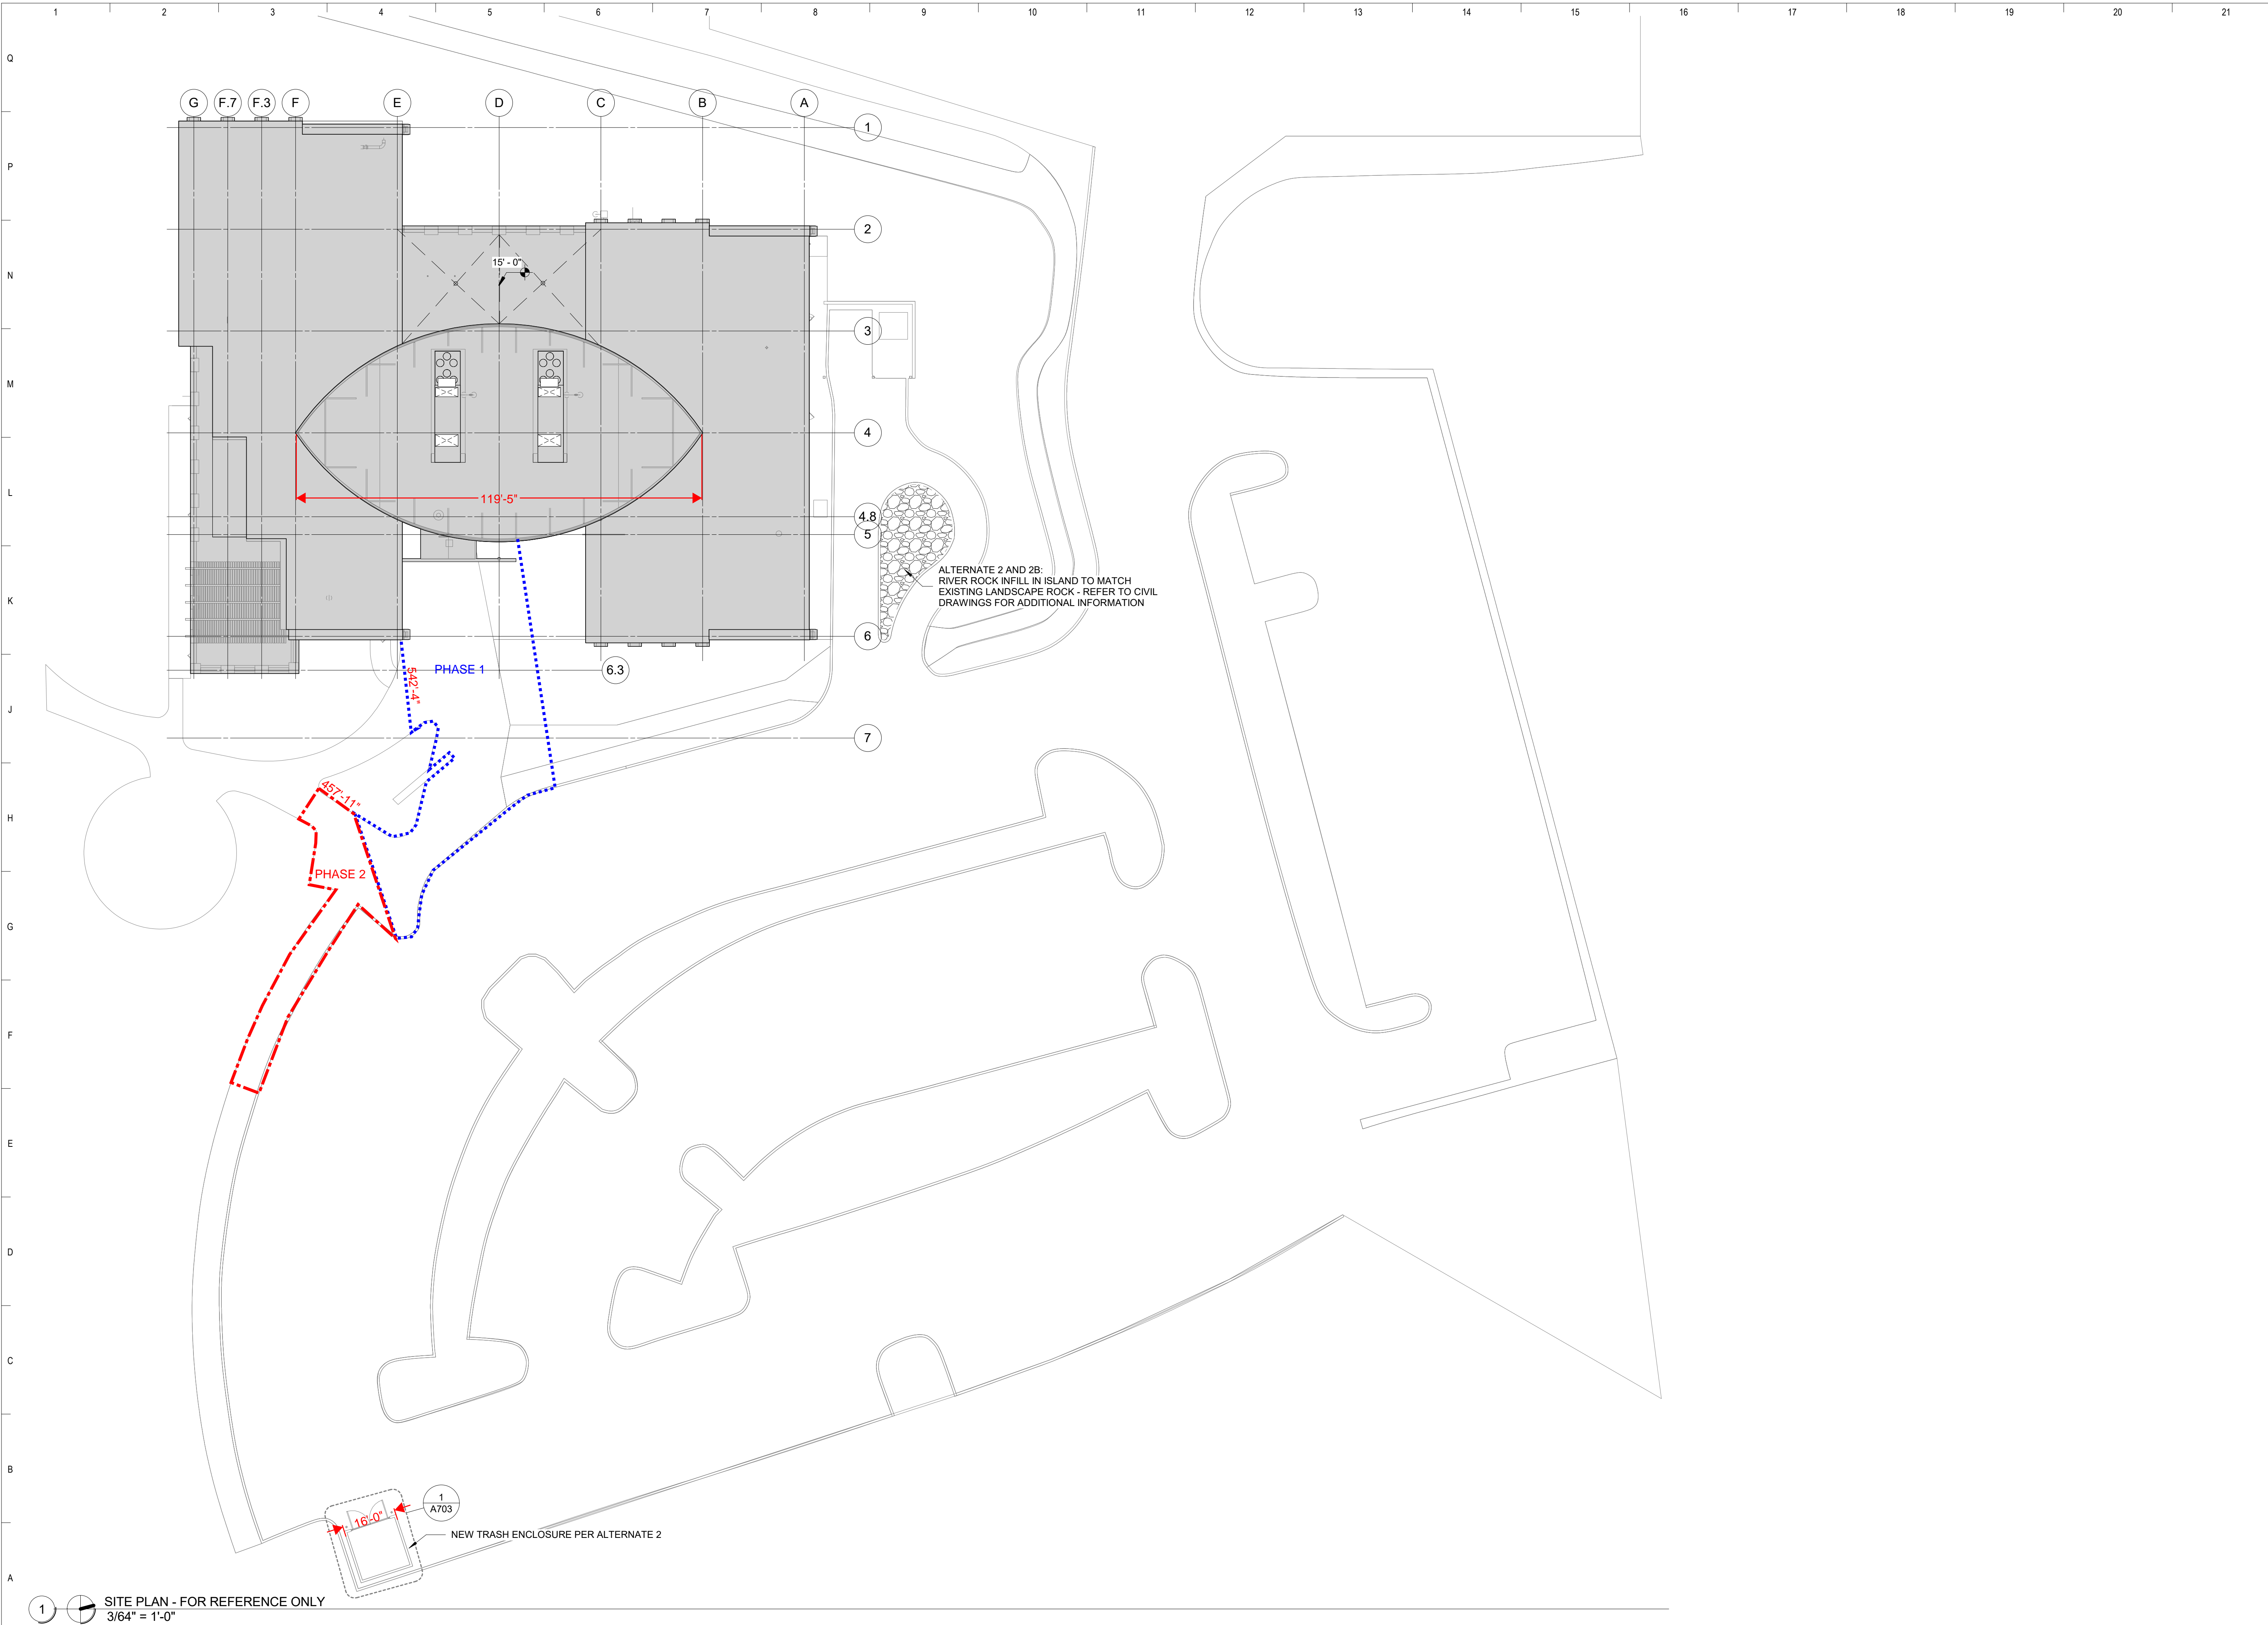 1 2 3 4 5 6 7 8 9 10 11 12 13 14 15 16 17 18 19 20 21
Q
G F.7 F.3 F E D C B A
1
P
2
15' - 0"
N
3
M
4
L
119'-5"
4.8
5
ALTERNATE 2 AND 2B:
RIVER ROCK INFILL IN ISLAND TO MATCH
EXISTING LANDSCAPE ROCK - REFER TO CIVIL
DRAWINGS FOR ADDITIONAL INFORMATION
K
6
PHASE 1
542'-4"
6.3
J
7
457'-11"
H
PHASE 2
G
F
E
D
C
B
1
A703
16'-0"
NEW TRASH ENCLOSURE PER ALTERNATE 2
A
1
SITE PLAN - FOR REFERENCE ONLY
3/64" = 1'-0"